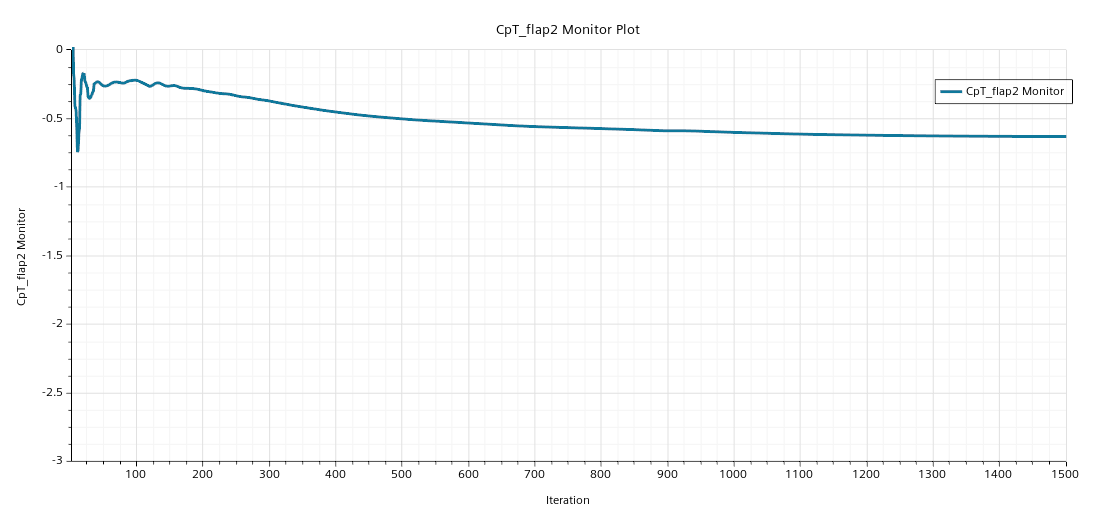 CpT_flap2 Monitor Plot
CpT_flap2 Monitor
0
-0.5
-1
-1.5
-2
-2.5
-3
CpT_flap2 Monitor
100 200 300 400 500 600 700 800 900 1000 1100 1200 1300 1400 1500
Iteration